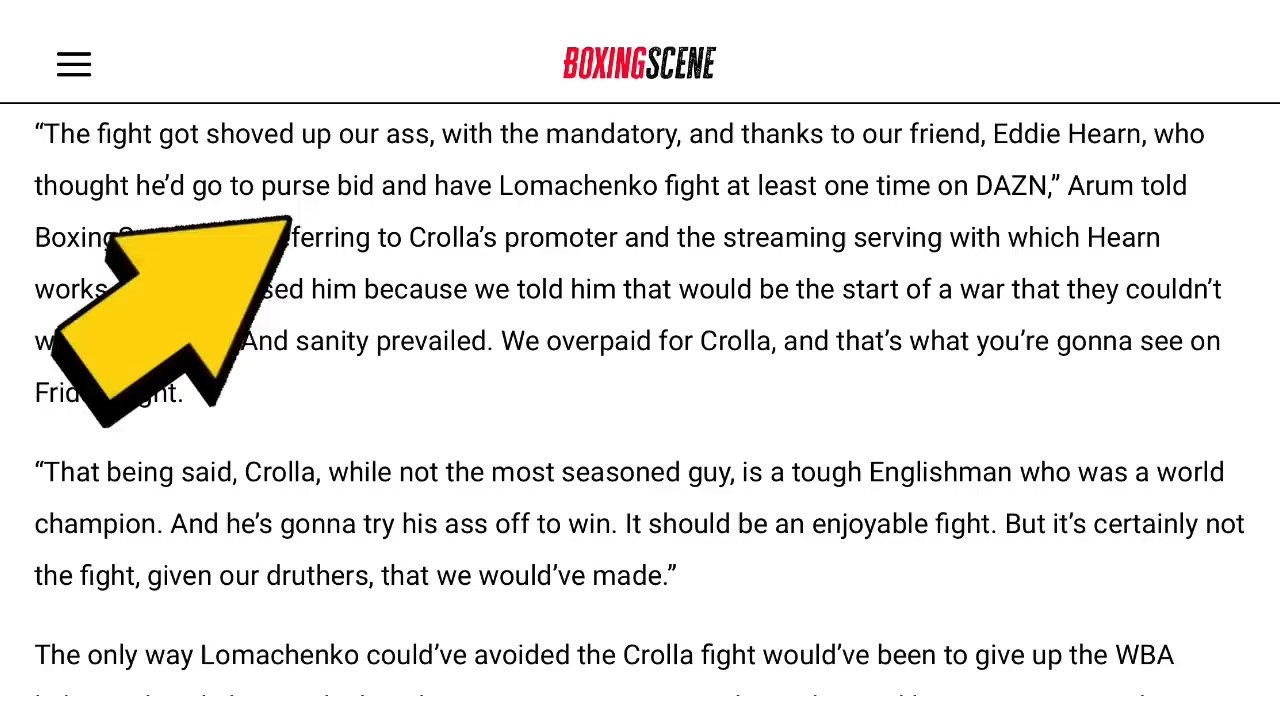 BOXINGSCENE
“The fight got shoved up our ass, with the mandatory, and thanks to our friend, Eddie Hearn, who
thought he’d go to purse bid and have Lomachenko fight at least one time on DAZN,” Arum told
Boxing ferring to Crolla’s promoter and the streaming serving with which Hearn
works sed him because we told him that would be the start of a war that they couldn’t
And sanity prevailed. We overpaid for Crolla, and that’s what you’re gonna see on
Frid ht.
“That being said, Crolla, while not the most seasoned guy, is a tough Englishman who was a world
champion. And he’s gonna try his ass off to win. It should be an enjoyable fight. But it’s certainly not
the fight, given our druthers, that we would’ve made.”
The only way Lomachenko could’ve avoided the Crolla fight would’ve been to give up the WBA